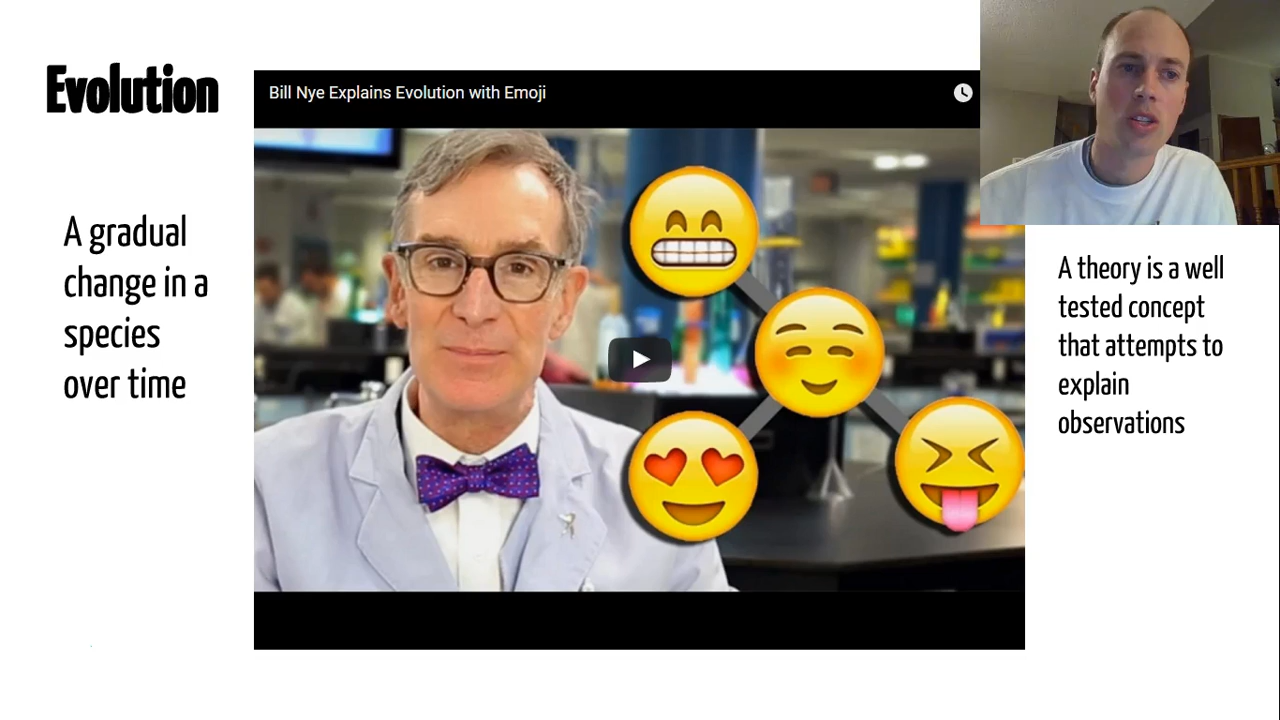 Evolution
Bill Nye Explains Evolution with Emoji
A gradual
change in a
species
over time
A theory is a well
tested concept
that attempts to
explain
observations